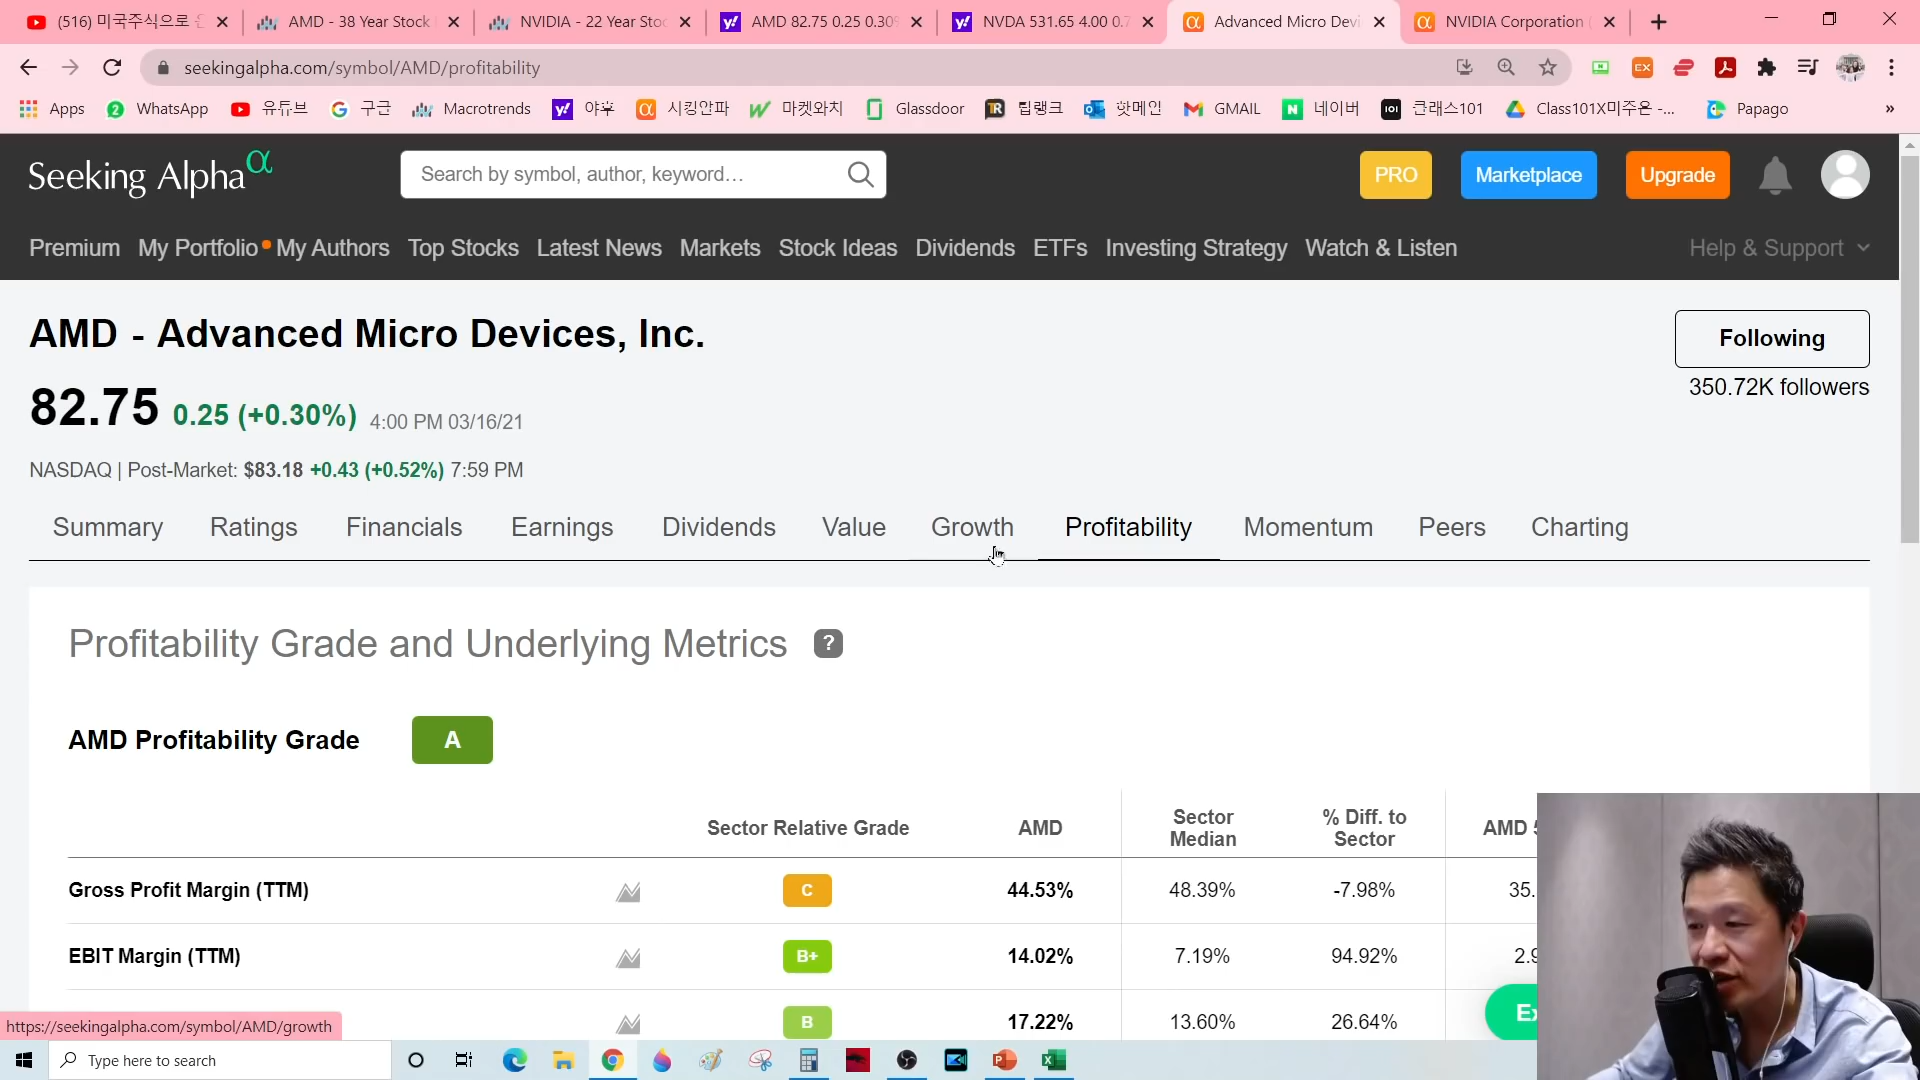 (516) 미국주식으로 은
AMD - 38 Year Stock
NVIDIA - 22 Year Stoc
AMD 82.75 0.25 0.30%
NVDA 531.65 4.00 0.7
Advanced Micro Devi
NVIDIA Corporation
seekingalpha.com/symbol/AMD/profitability
Apps
WhatsApp
유튜브
구글
Macrotrends
야후
시킹알파
마켓와치
Glassdoor
팁랭크
핫메인
GMAIL
네이버
클래스101
Class101X미주은 -...
Papago
»
Seeking Alpha α
Search by symbol, author, keyword...
PRO
Marketplace
Upgrade
Premium My Portfolio My Authors Top Stocks Latest News Markets Stock Ideas Dividends ETFs Investing Strategy Watch & Listen
Help & Support
AMD - Advanced Micro Devices, Inc.
Following
350.72K followers
82.75 0.25 (+0.30%) 4:00 PM 03/16/21
NASDAQ | Post-Market: $83.18 +0.43 (+0.52%) 7:59 PM
Summary Ratings Financials Earnings Dividends Value Growth Profitability Momentum Peers Charting
Profitability Grade and Underlying Metrics ?
AMD Profitability Grade A
Sector Relative Grade AMD Sector Median % Diff. to Sector AMD 5
Gross Profit Margin (TTM) C 44.53% 48.39% -7.98% 35.
EBIT Margin (TTM) B+ 14.02% 7.19% 94.92% 2.9
B 17.22% 13.60% 26.64%
https://seekingalpha.com/symbol/AMD/growth
Type here to search